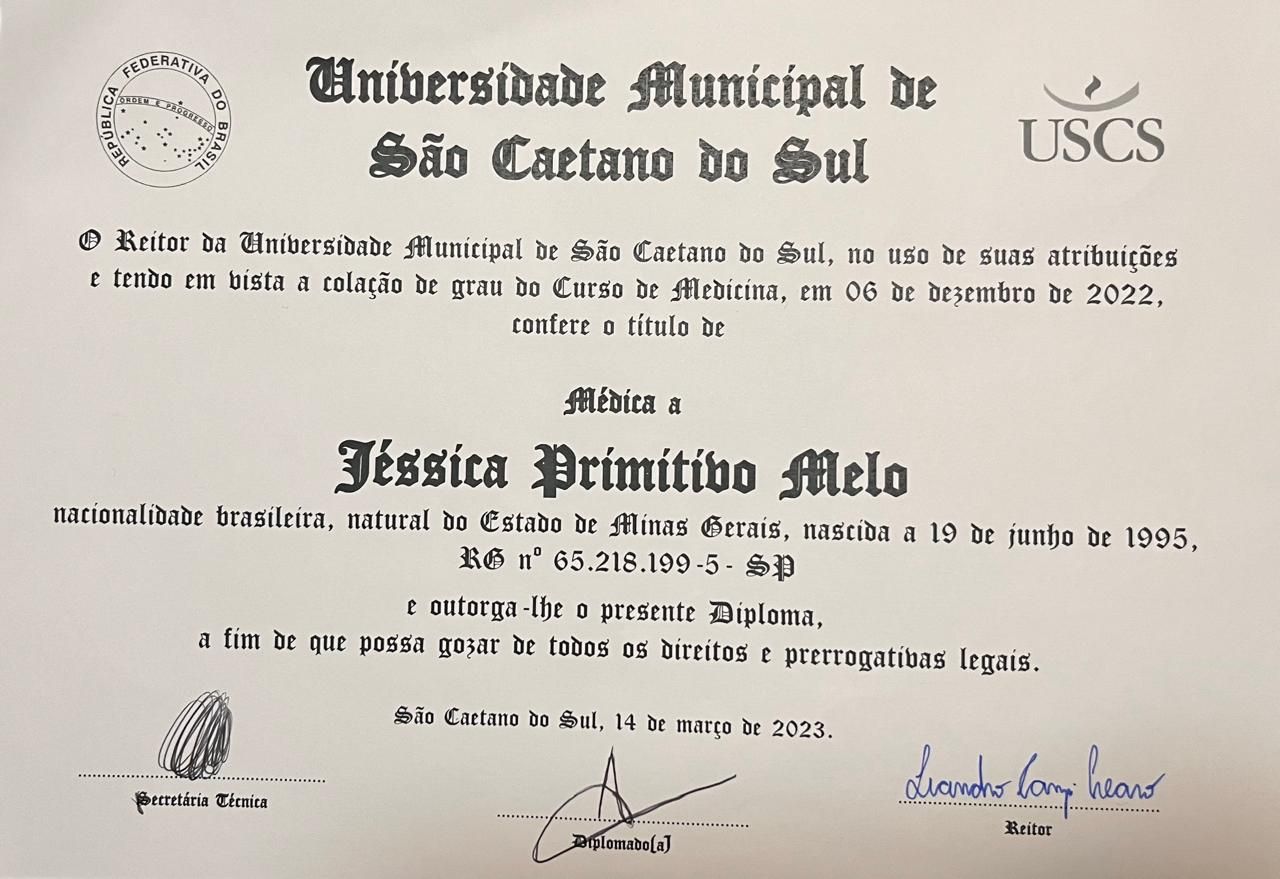 REPÚBLICA FEDERATIVA DO BRASIL
ORDEM E PROGRESSO
Universidade Municipal de
São Caetano do Sul
USCS
O Reitor da Universidade Municipal de São Caetano do Sul, no uso de suas atribuições
e tendo em vista a colação de grau do Curso de Medicina, em 06 de dezembro de 2022,
confere o título de
Médica a
Jéssica Primitivo Melo
nacionalidade brasileira, natural do Estado de Minas Gerais, nascida a 19 de junho de 1995,
RG nº 65.218.199-5- SP
e outorga-lhe o presente Diploma,
a fim de que possa gozar de todos os direitos e prerrogativas legais.
São Caetano do Sul, 14 de março de 2023.
Secretária Técnica
Diplomado(a)
Leandro
Reitor